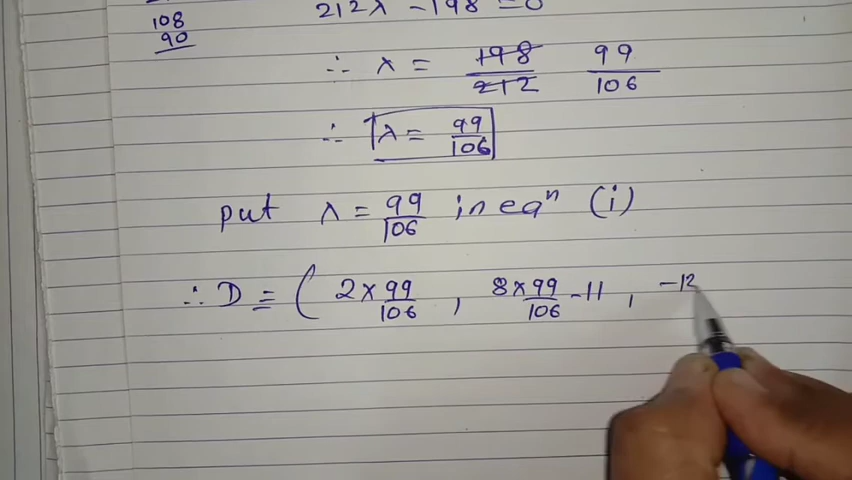 108
90
212λ - 198 = 0
∴ λ = 198/212 99/106
∴ λ = 99/106
put λ = 99/106 in eqⁿ (i)
∴ D = ( 2 × 99/106 , 8 × 99/106 - 11 , -12